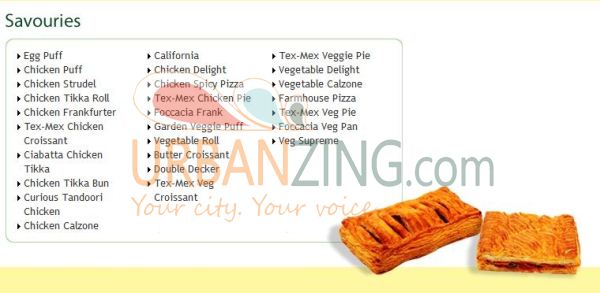 Savouries
Egg Puff
Chicken Puff
Chicken Strudel
Chicken Tikka Roll
Chicken Frankfurter
Tex-Mex Chicken
Croissant
Ciabatta Chicken
Tikka
Chicken Tikka Bun
Curious Tandoori
Chicken
Chicken Calzone
California
Chicken Delight
Chicken Spicy Pizza
Tex-Mex Chicken Pie
Foccacia Frank
Garden Veggie Puff
Vegetable Roll
Butter Croissant
Double Decker
Tex-Mex Veg
Croissant
Tex-Mex Veggie Pie
Vegetable Delight
Vegetable Calzone
Farmhouse Pizza
Tex-Mex Veg Pie
Foccacia Veg Pan
Veg Supreme
URBANZING.com
Your city. Your voice